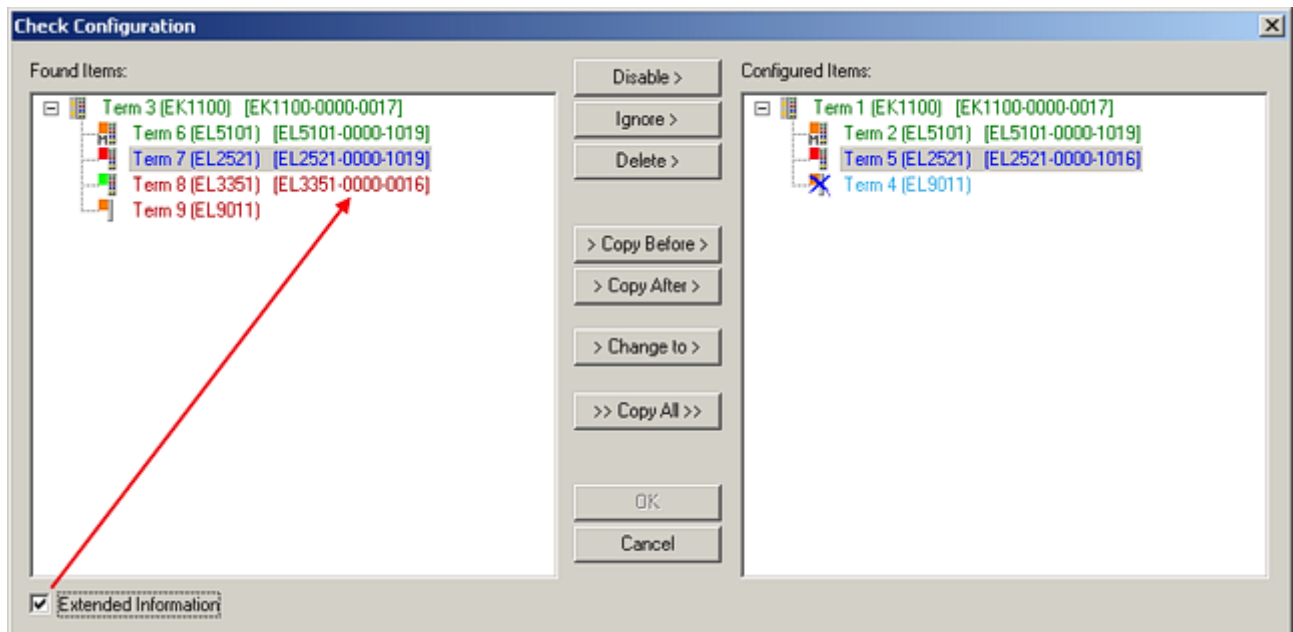 Check Configuration
Found Items:
Term 3 (EK1100) [EK1100-0000-0017]
Term 6 (EL5101) [EL5101-0000-1019]
Term 7 (EL2521) [EL2521-0000-1019]
Term 8 (EL3351) [EL3351-0000-0016]
Term 9 (EL9011)
Disable >
Ignore >
Delete >
> Copy Before >
> Copy After >
> Change to >
>> Copy All >>
OK
Cancel
Configured Items:
Term 1 (EK1100) [EK1100-0000-0017]
Term 2 (EL5101) [EL5101-0000-1019]
Term 5 (EL2521) [EL2521-0000-1016]
Term 4 (EL9011)
Extended Information